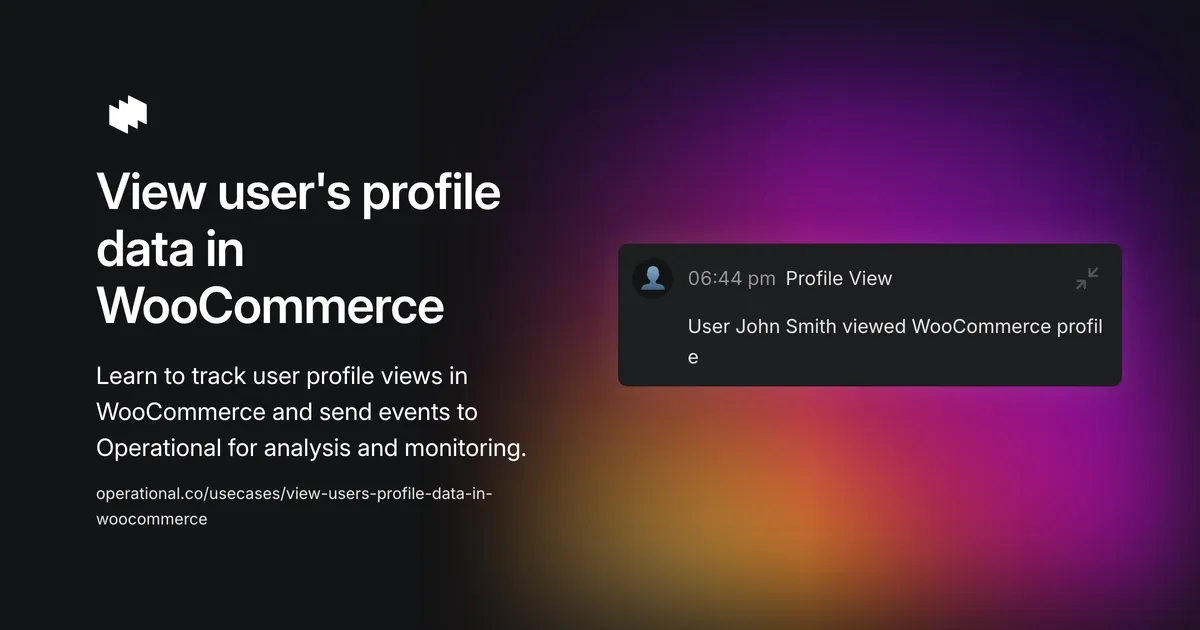 View user's profile
data in
WooCommerce
Learn to track user profile views in
WooCommerce and send events to
Operational for analysis and monitoring.
operational.co/usecases/view-users-profile-data-in-
woocommerce
06:44 pm Profile View
User John Smith viewed WooCommerce profil
e